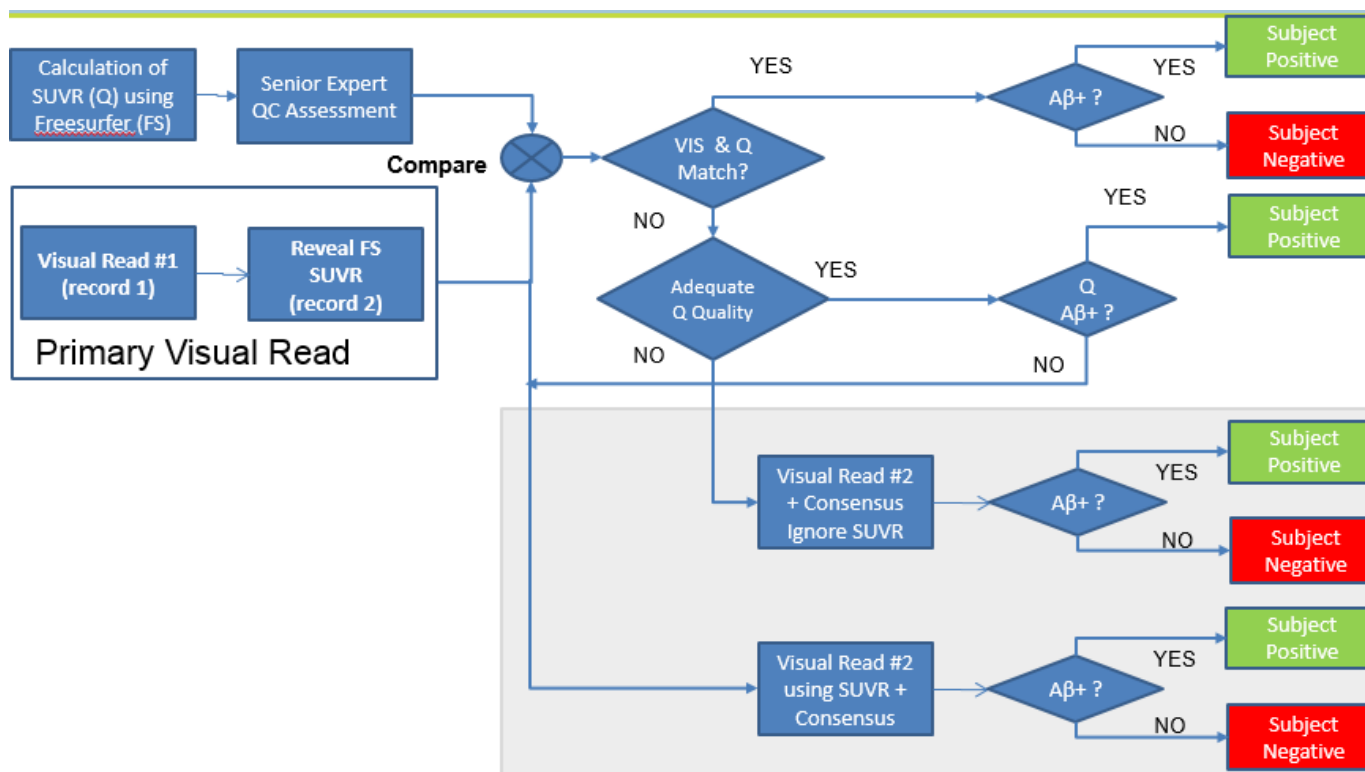 Calculation of
SUVR (Q) using
Freesurfer (FS)
Senior Expert
QC Assessment
Compare
Visual Read #1
(record 1)
Reveal FS
SUVR
(record 2)
Primary Visual Read
VIS & Q
Match?
YES
NO
Aβ+ ?
YES
Subject
Positive
NO
Subject
Negative
Adequate
Q Quality
YES
NO
Q
Aβ+ ?
YES
Subject
Positive
NO
Visual Read #2
+ Consensus
Ignore SUVR
Aβ+ ?
YES
Subject
Positive
NO
Subject
Negative
Visual Read #2
using SUVR +
Consensus
Aβ+ ?
YES
Subject
Positive
NO
Subject
Negative